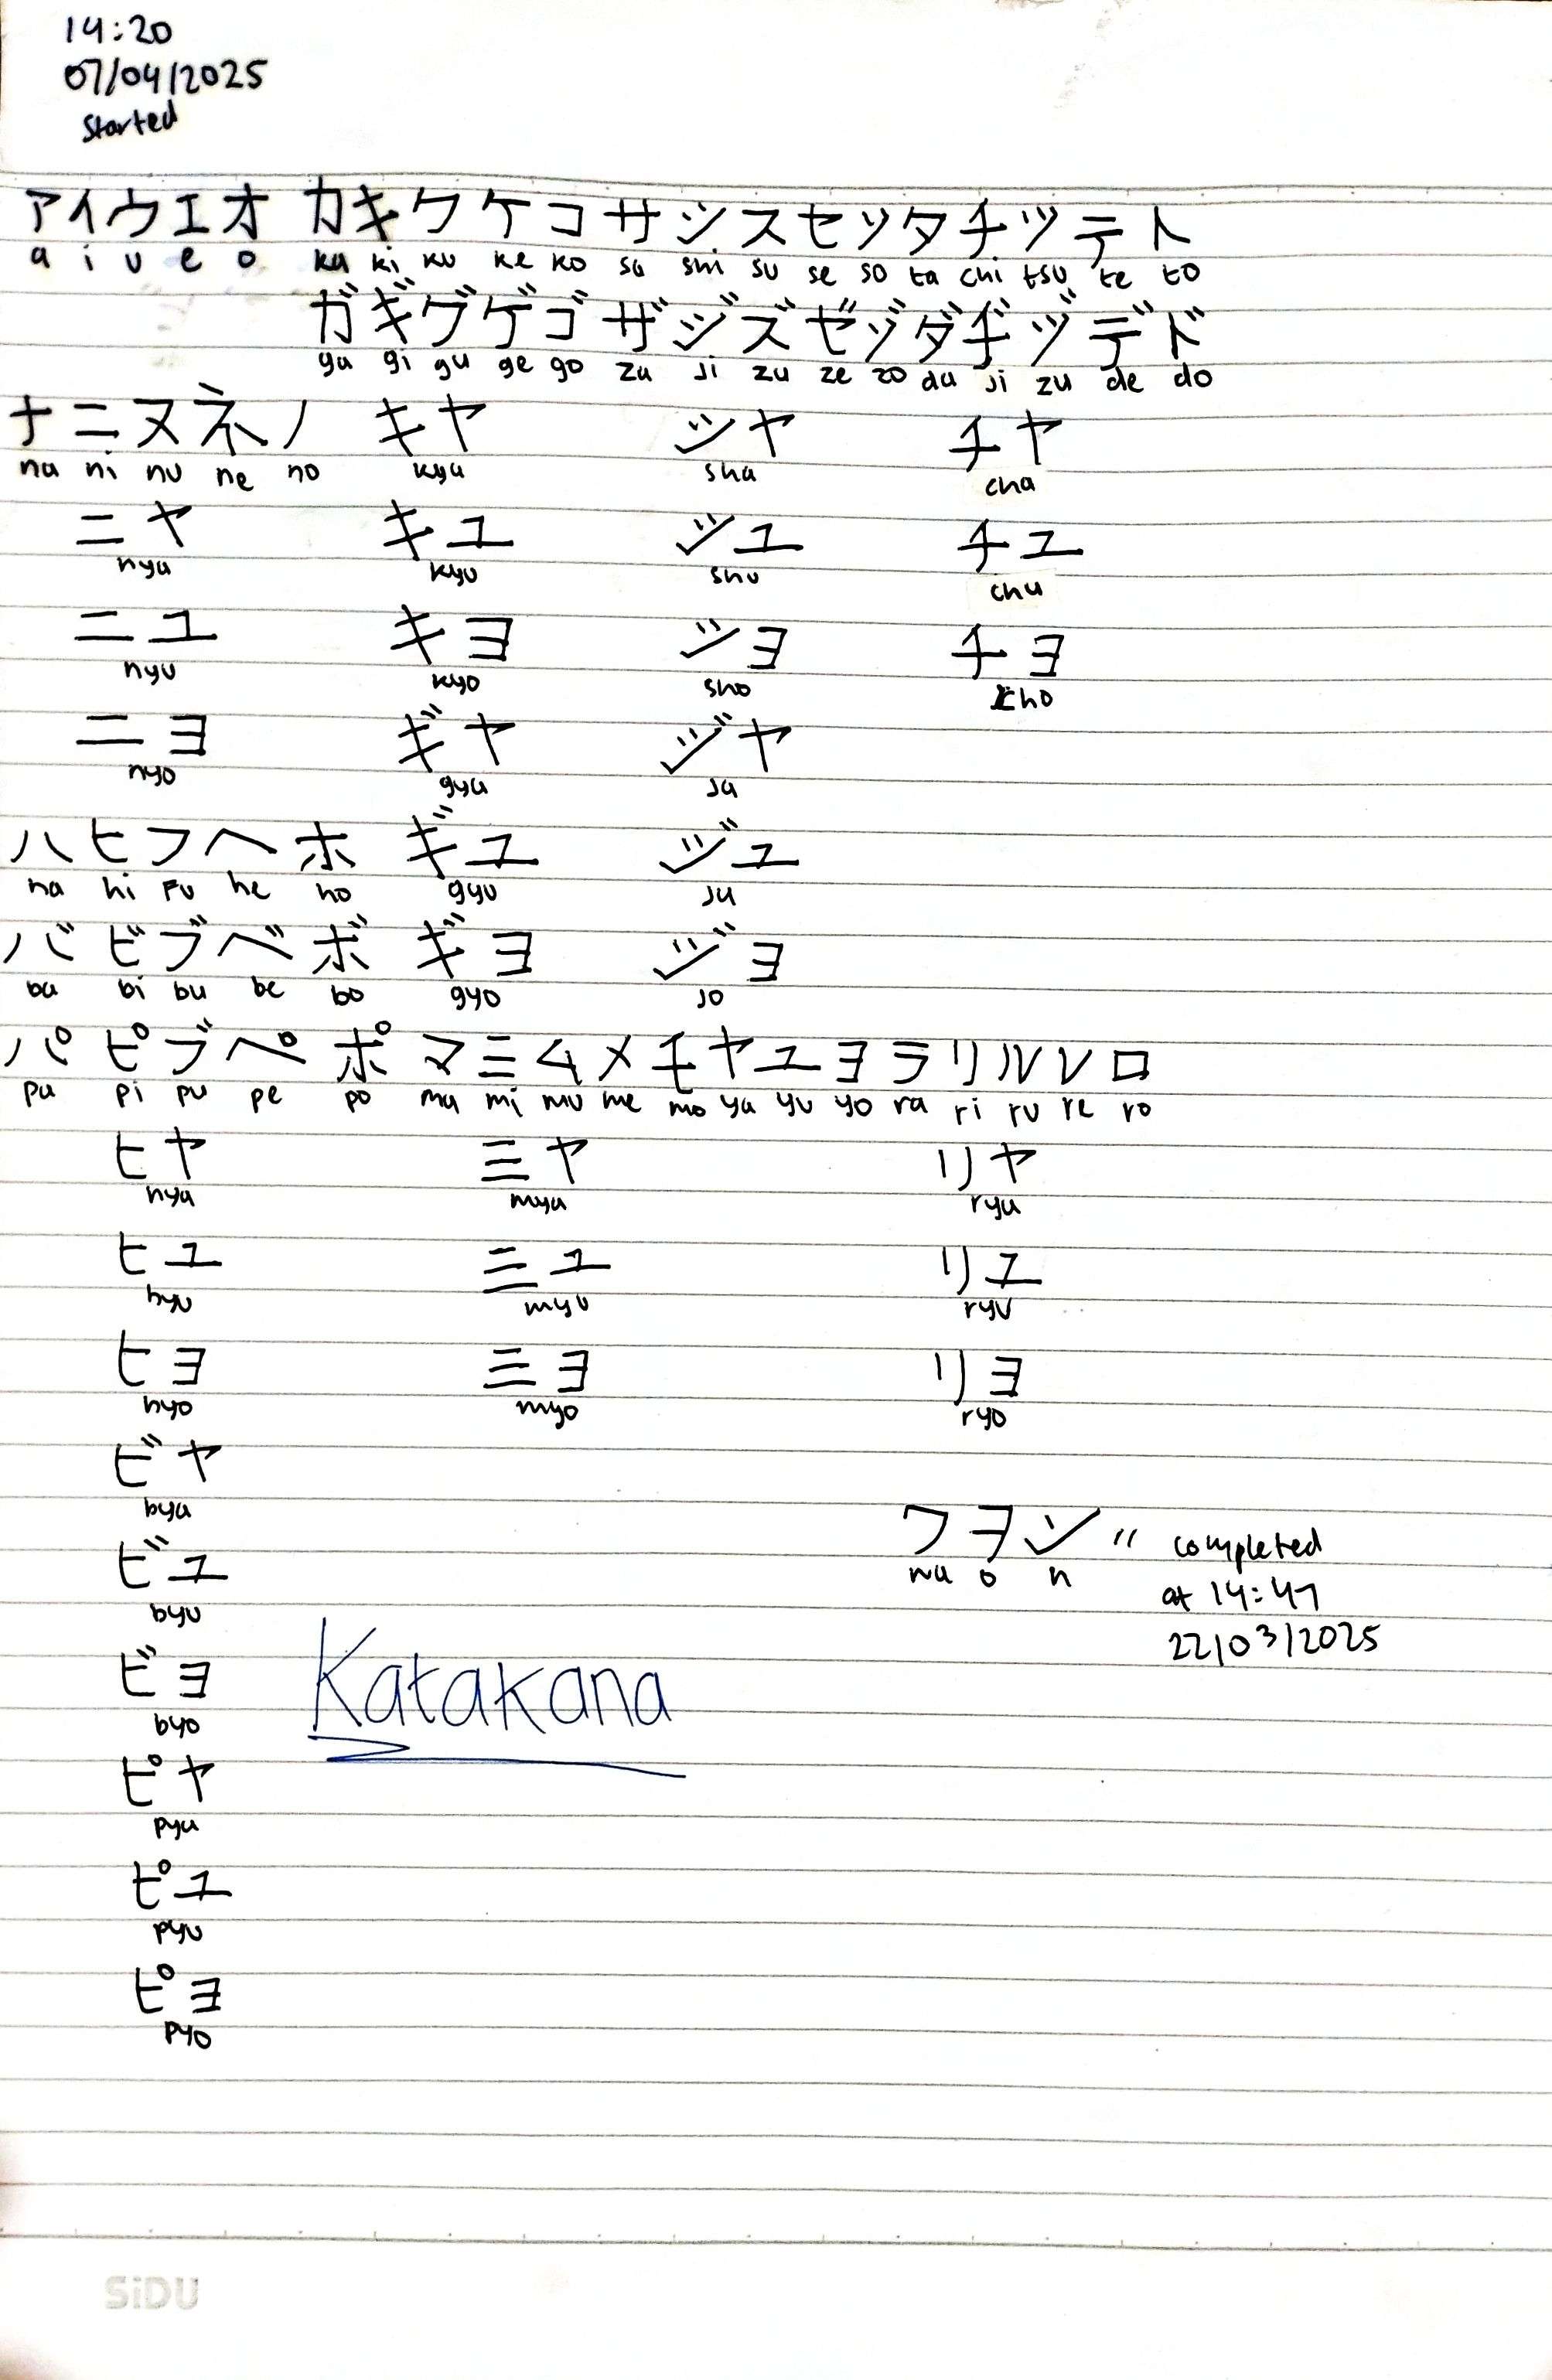 14:20
07/04/2025
started
アイウエオ カキクケコサシスセソタチツテト
a i u e o ka ki ku ke ko sa shi su se so ta chi tsu te to
ガギグゲゴザジズゼゾダヂヅデド
ga gi gu ge go za ji zu ze zo da ji zu de do
ナニヌネノ キヤ シヤ チヤ
na ni nu ne no kya sha cha
ニヤ キユ シユ チユ
nya kyu shu chu
ニユ キヨ ショ チヨ
nyu kyo sho cho
ニヨ ギヤ ジヤ
nyo gya ja
ハヒフヘホ ギユ ジユ
ha hi fu he ho gyu ju
バビブベボ ギヨ ジヨ
ba bi bu be bo gyo jo
パピブペポマミムメモヤユヨラリルレロ
pa pi pu pe po ma mi mu me mo ya yu yo ra ri ru re ro
ヒヤ ミヤ リヤ
hya mya rya
ヒユ ミユ リユ
hyu myu ryu
ヒヨ ミヨ リヨ
hyo myo ryo
ビヤ
bya
ワヲン " completed
wa o n
at 14:47
22/03/2025
ビユ
byu
ビヨ
byo
Katakana
ピヤ
pya
ピユ
pyu
ピヨ
pyo
SiDU